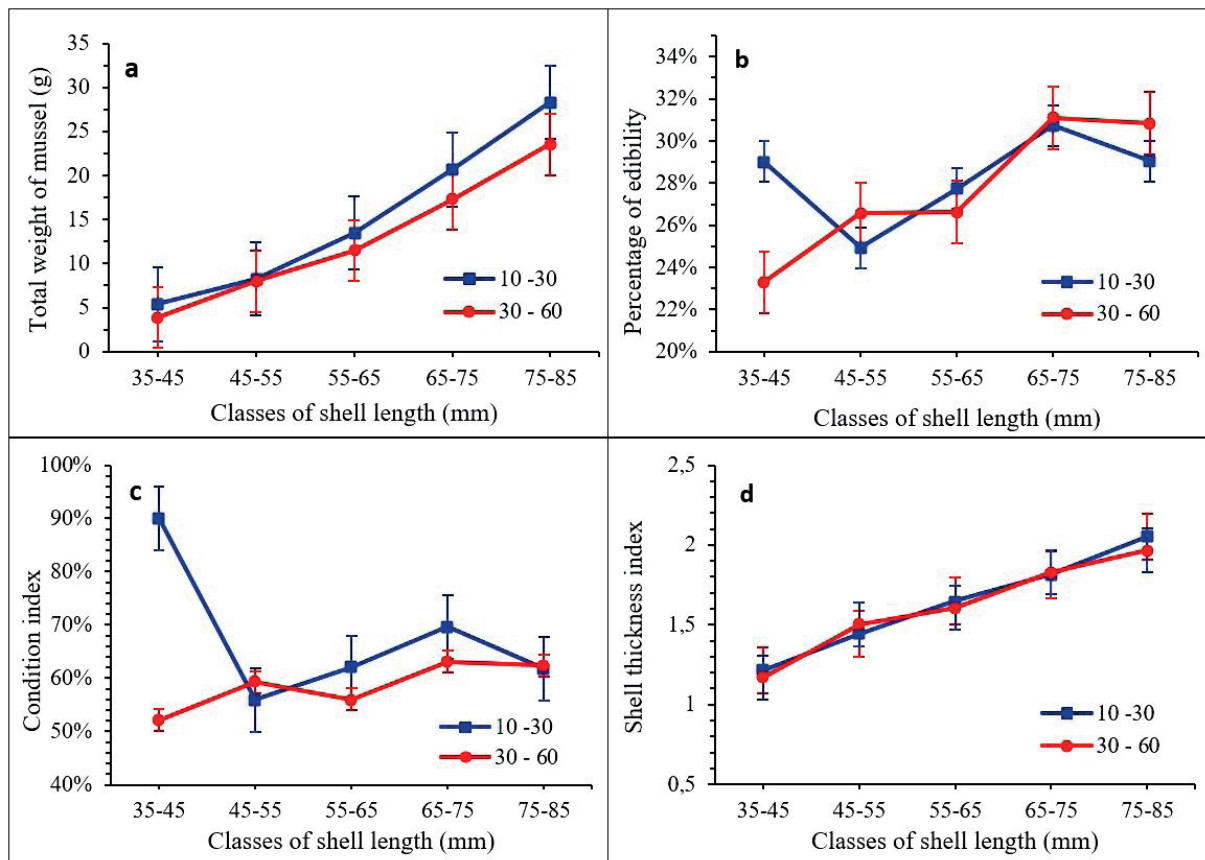 a
Total weight of mussel (g)
35
30
25
20
15
10
5
0
10 -30
30 - 60
35-45 45-55 55-65 65-75 75-85
Classes of shell length (mm)
b
Percentage of edibility
34%
32%
30%
28%
26%
24%
22%
20%
10 -30
30 - 60
35-45 45-55 55-65 65-75 75-85
Classes of shell length (mm)
c
Condition index
100%
90%
80%
70%
60%
50%
40%
10 -30
30 - 60
35-45 45-55 55-65 65-75 75-85
Classes of shell length (mm)
d
Shell thickness index
2,5
2
1,5
1
0,5
10 -30
30 - 60
35-45 45-55 55-65 65-75 75-85
Classes of shell length (mm)